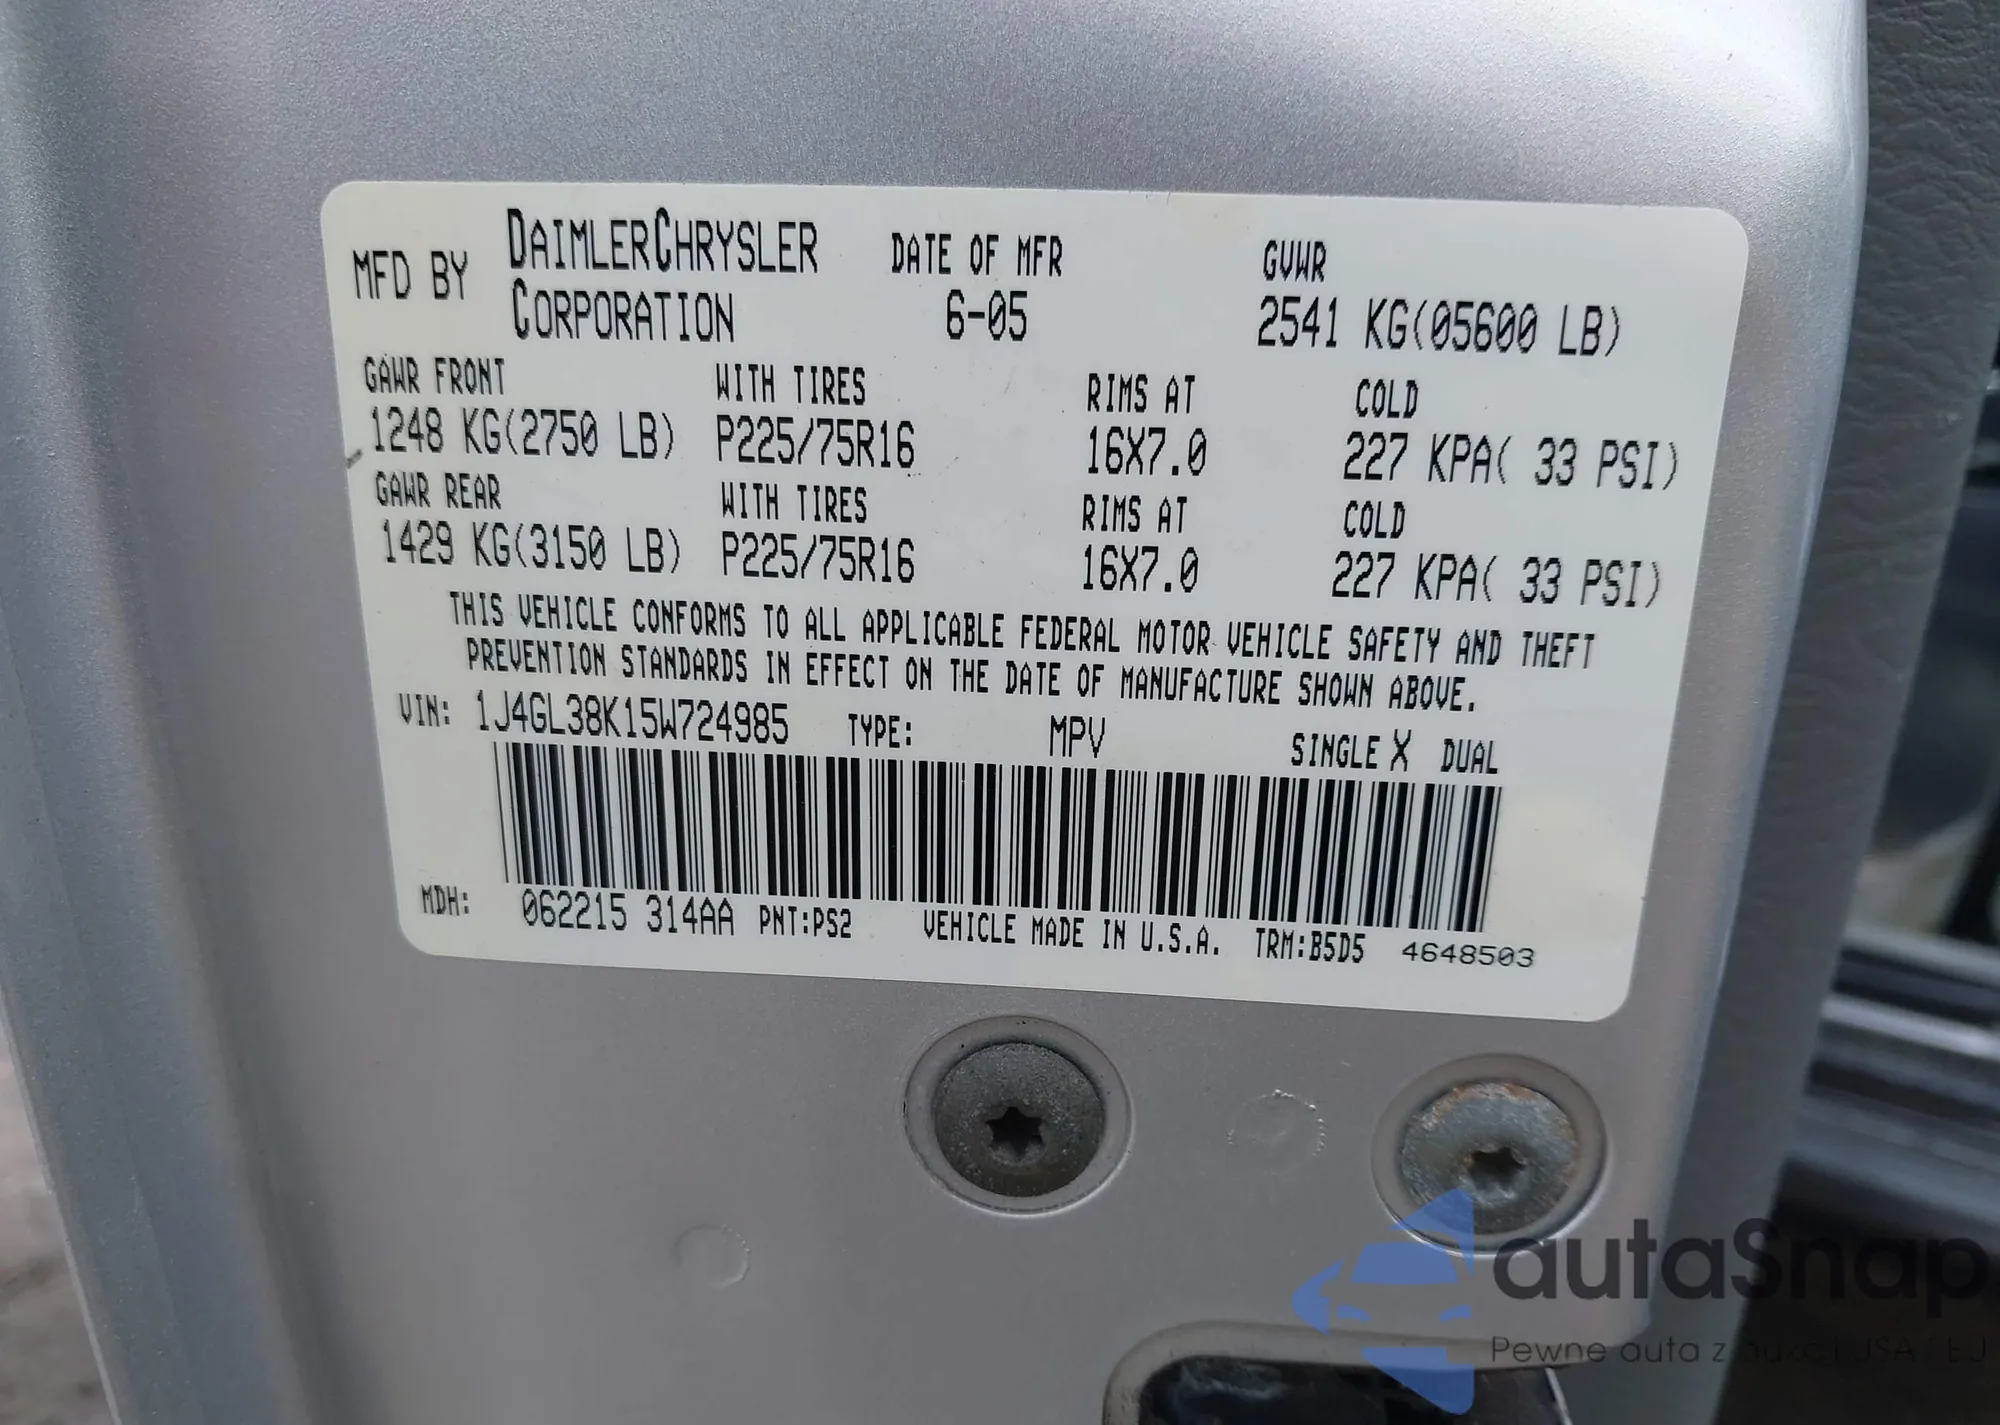 MFD BY DAIMLERCHRYSLER CORPORATION DATE OF MFR 6-05 GVWR 2541 KG(05600 LB)
GAWR FRONT WITH TIRES RIMS AT COLD
1248 KG(2750 LB) P225/75R16 16X7.0 227 KPA( 33 PSI)
GAWR REAR WITH TIRES RIMS AT COLD
1429 KG(3150 LB) P225/75R16 16X7.0 227 KPA( 33 PSI)
THIS VEHICLE CONFORMS TO ALL APPLICABLE FEDERAL MOTOR VEHICLE SAFETY AND THEFT
PREVENTION STANDARDS IN EFFECT ON THE DATE OF MANUFACTURE SHOWN ABOVE.
VIN: 1J4GL38K15W724985 TYPE: MPV SINGLE X DUAL
MDH: 062215 314AA PNT:PS2 VEHICLE MADE IN U.S.A. TRM:B5D5 4648503
autaSnap
Pewne auta z USA